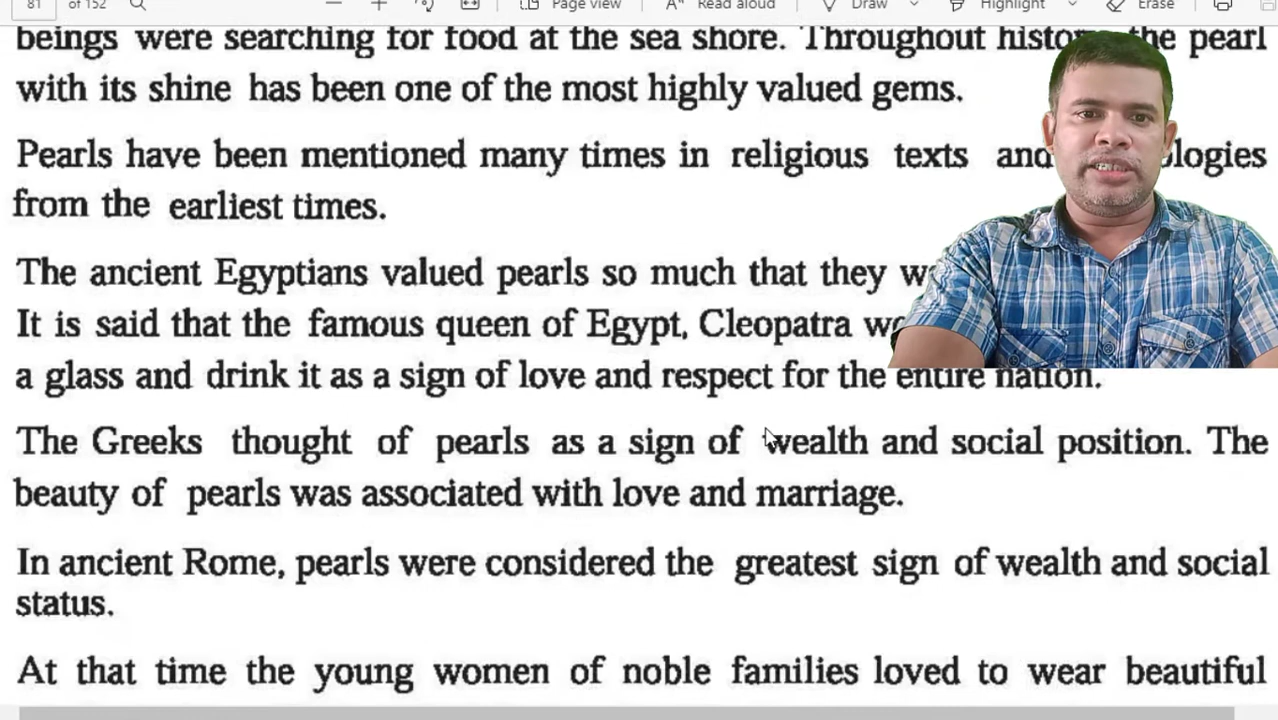 81 of 152 Page view Read aloud Draw Highlight Erase
beings were searching for food at the sea shore. Throughout the pearl
with its shine has been one of the most highly valued gems.
Pearls have been mentioned many times in religious texts and
from the earliest times.
The ancient Egyptians valued pearls so much that they
It is said that the famous queen of Egypt, Cleopatra
a glass and drink it as a sign of love and respect for the entire nation.
The Greeks thought of pearls as a sign of wealth and social position. The
beauty of pearls was associated with love and marriage.
In ancient Rome, pearls were considered the greatest sign of wealth and social
status.
At that time the young women of noble families loved to wear beautiful